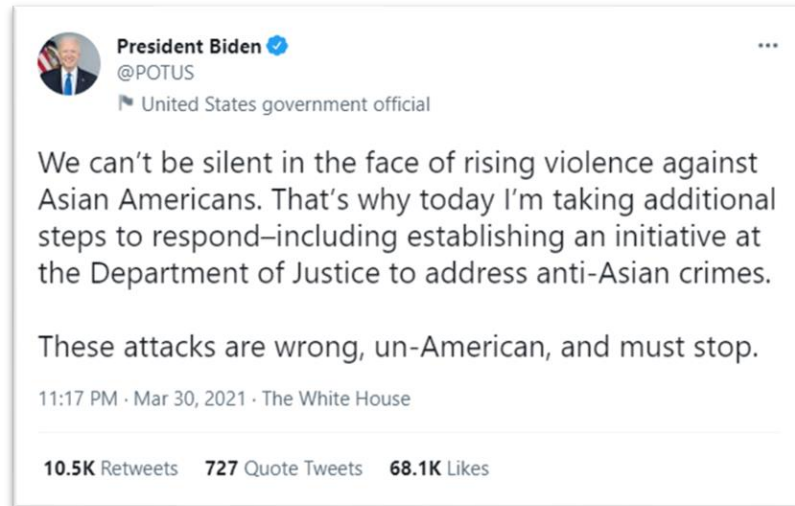 President Biden
@POTUS
United States government official
We can't be silent in the face of rising violence against
Asian Americans. That's why today I'm taking additional
steps to respond–including establishing an initiative at
the Department of Justice to address anti-Asian crimes.
These attacks are wrong, un-American, and must stop.
11:17 PM · Mar 30, 2021 · The White House
10.5K Retweets 727 Quote Tweets 68.1K Likes